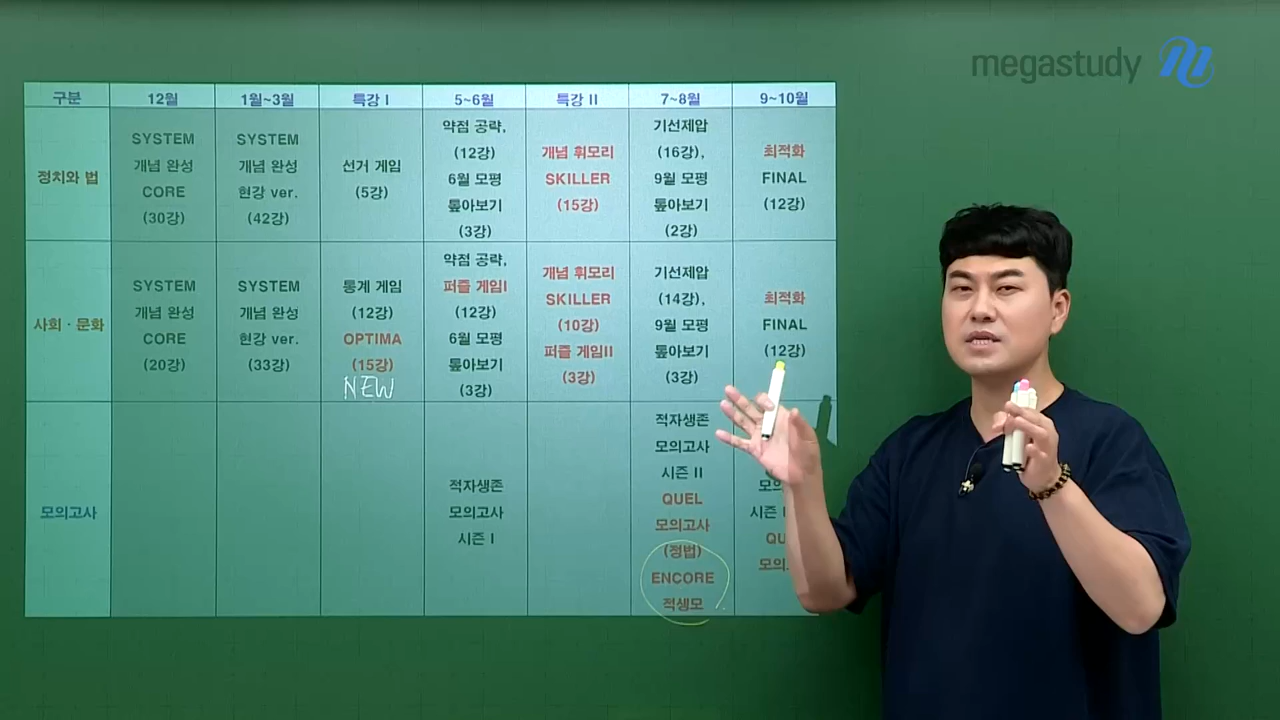 megastudy
구분 12월 1월~3월 특강 I 5~6월 특강 II 7~8월 9~10월
정치와 법
SYSTEM
개념 완성
CORE
(30강)
SYSTEM
개념 완성
현강 ver.
(42강)
선거 게임
(5강)
약점 공략,
(12강)
6월 모평
톺아보기
(3강)
개념 휘모리
SKILLER
(15강)
기선제압
(16강),
9월 모평
톺아보기
(2강)
최적화
FINAL
(12강)
사회·문화
SYSTEM
개념 완성
CORE
(20강)
SYSTEM
개념 완성
현강 ver.
(33강)
통계 게임
(12강)
OPTIMA
(15강)
NEW
약점 공략,
퍼즐 게임I
(12강)
6월 모평
톺아보기
(3강)
개념 휘모리
SKILLER
(10강)
퍼즐 게임II
(3강)
기선제압
(14강),
9월 모평
톺아보기
(3강)
최적화
FINAL
(12강)
모의고사
적자생존
모의고사
시즌 I
적자생존
모의고사
시즌 II
QUEL
모의고사
(정법)
ENCORE
적생모
시즌